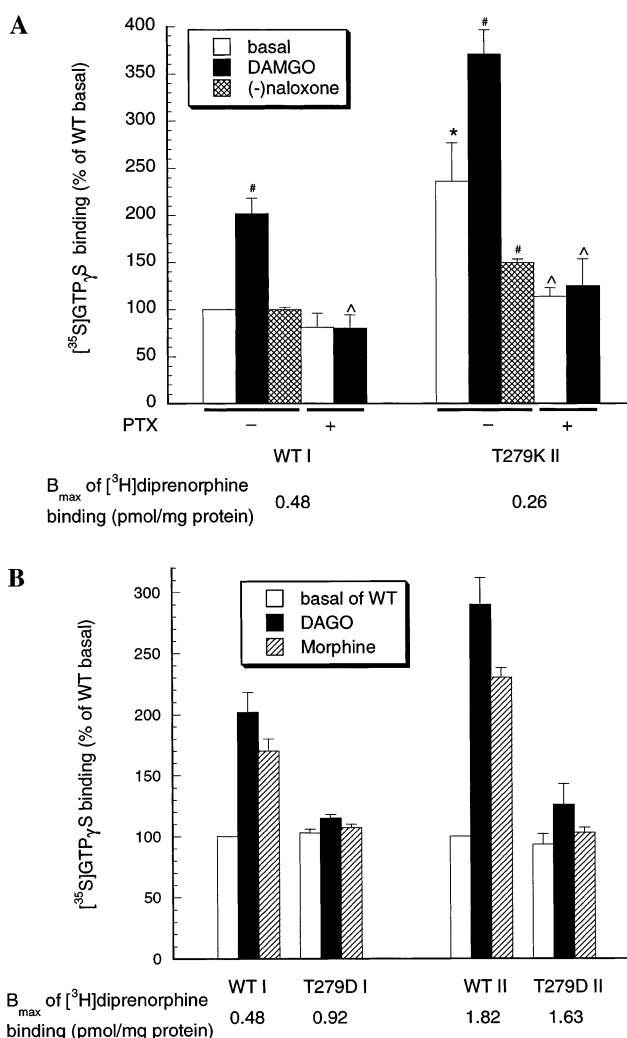 A
[³⁵S]GTPγS binding (% of WT basal)
400
350
300
250
200
150
100
50
0
basal
DAMGO
(-)naloxone
#
^
*
#
#
^
^
PTX − + − +
WT I T279K II
Bmax of [³H]diprenorphine
binding (pmol/mg protein) 0.48 0.26
B
[³⁵S]GTPγS binding (% of WT basal)
300
250
200
150
100
50
0
basal of WT
DAGO
Morphine
WT I T279D I WT II T279D II
Bmax of [³H]diprenorphine
binding (pmol/mg protein) 0.48 0.92 1.82 1.63